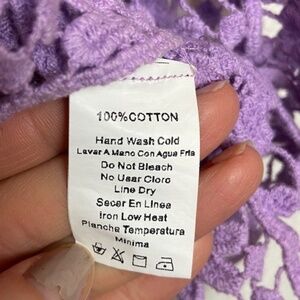 100%COTTON
Hand Wash Cold
Lavar A Mano Con Agua Fria
Do Not Bleach
No Usar Cloro
Line Dry
Secar En Linea
Iron Low Heat
Plancha Temperatura
Minima